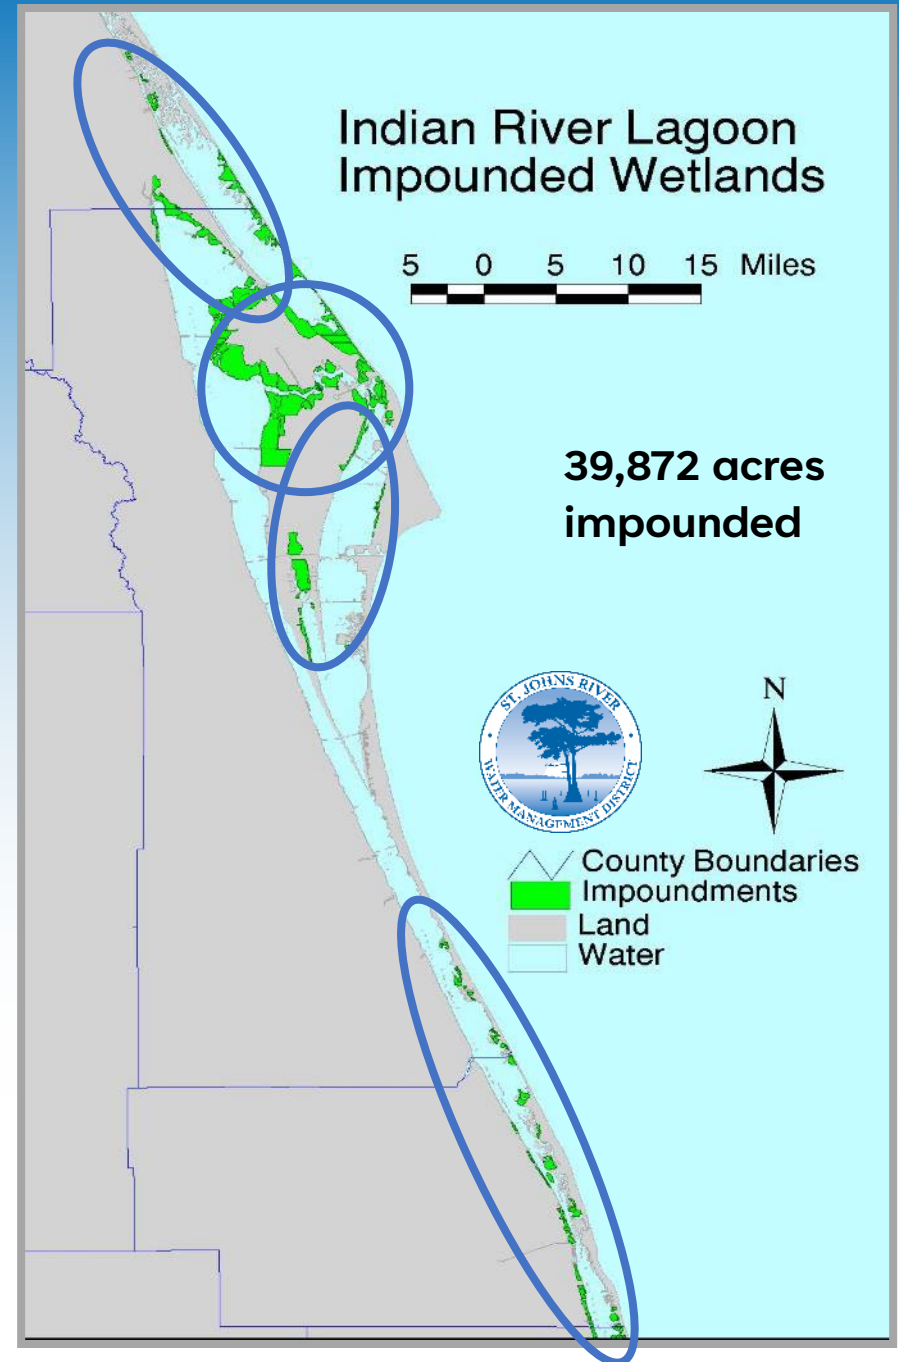 Indian River Lagoon
Impounded Wetlands
5 0 5 10 15 Miles
39,872 acres
impounded
ST. JOHNS RIVER
WATER MANAGEMENT DISTRICT
N
County Boundaries
Impoundments
Land
Water